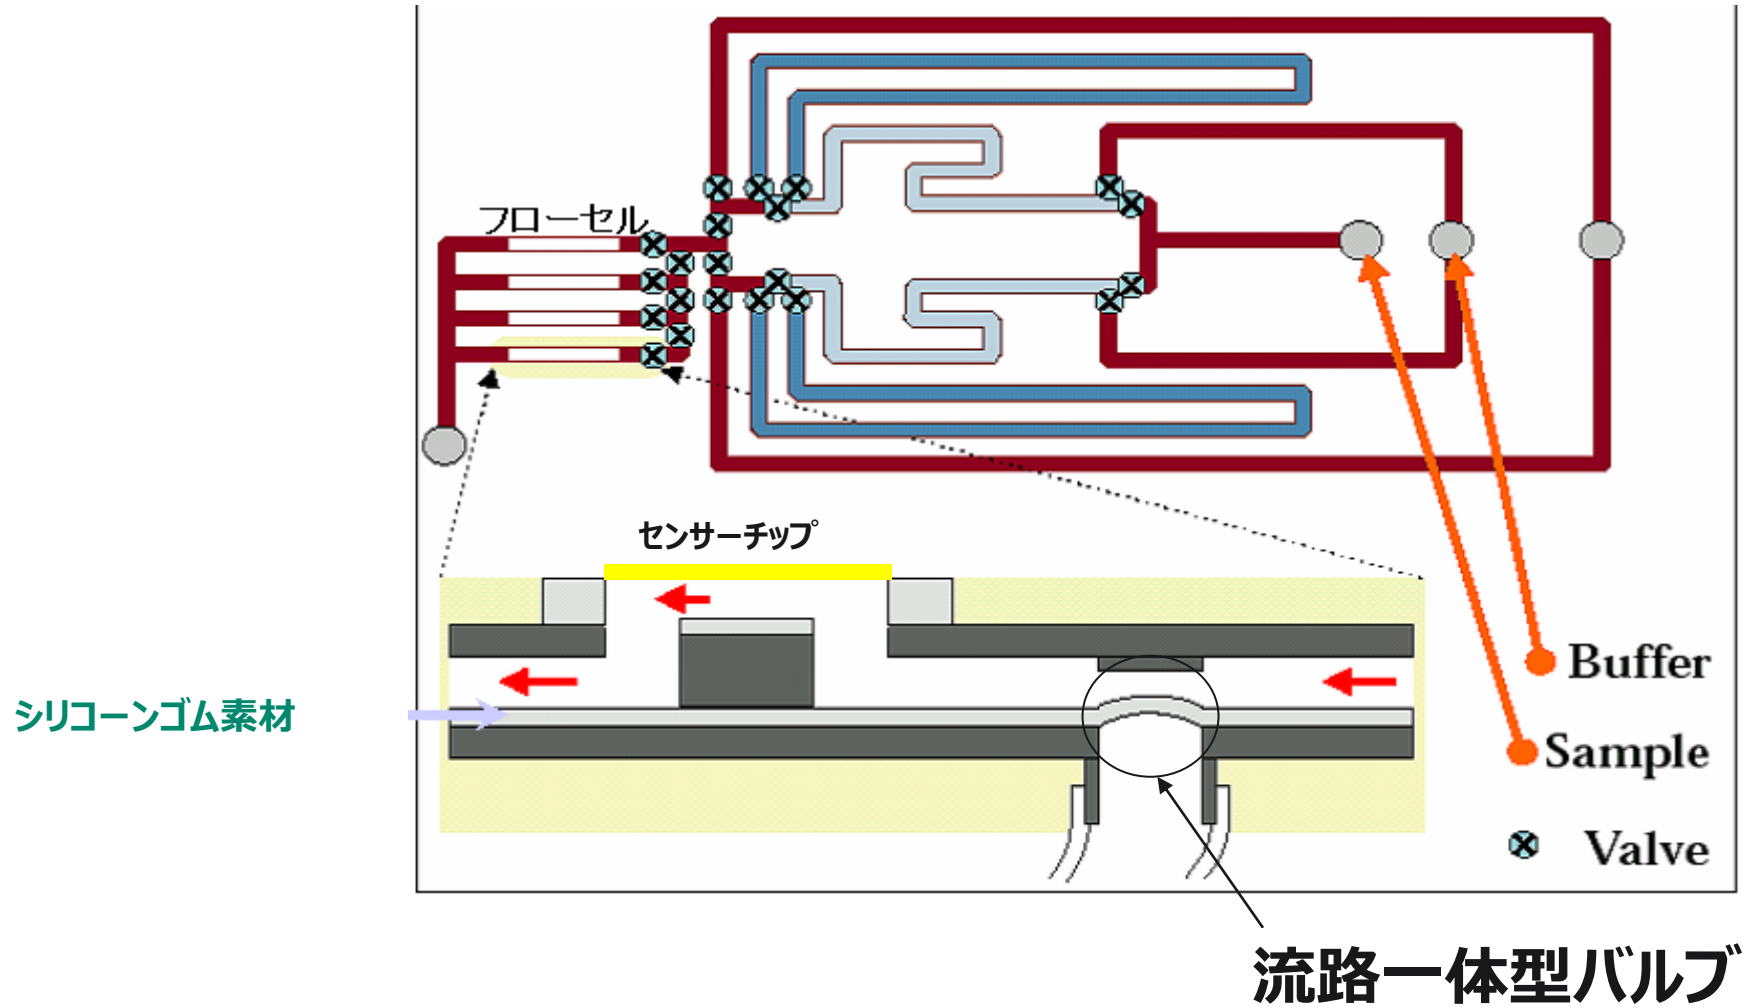 フローセル
センサーチップ
シリコーンゴム素材
Buffer
Sample
Valve
流路一体型バルブ